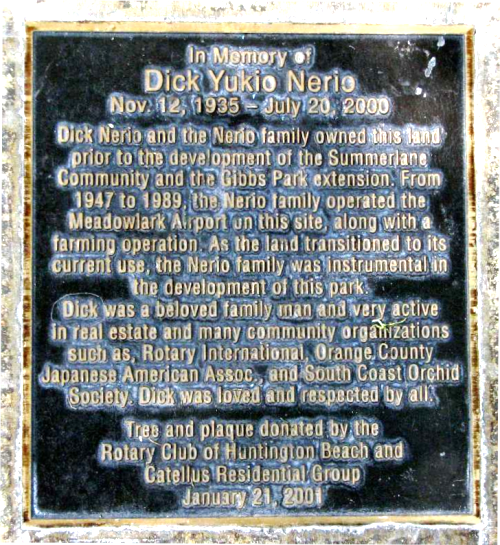 In Memory of
Dick Yukio Nerio
Nov. 12, 1935 – July 20, 2000
Dick Nerio and the Nerio family owned this land
prior to the development of the Summerlane
Community and the Gibbs Park extension. From
1947 to 1989, the Nerio family operated the
Meadowlark Airport on this site, along with a
farming operation. As the land transitioned to its
current use, the Nerio family was instrumental in
the development of this park.
Dick was a beloved family man and very active
in real estate and many community organizations
such as, Rotary International, Orange County
Japanese American Assoc., and South Coast Orchid
Society. Dick was loved and respected by all.
Tree and plaque donated by the
Rotary Club of Huntington Beach and
Catellus Residential Group
January 21, 2001